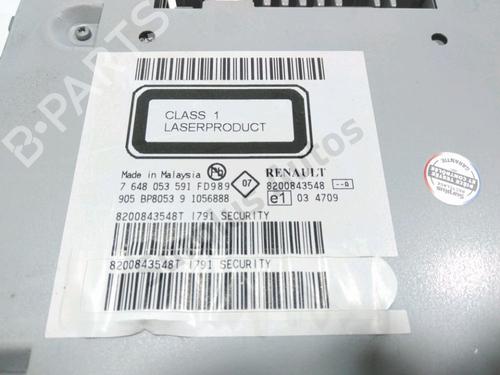 CLASS 1
LASERPRODUCT
Made in Malaysia Pb 07 RENAULT
7 648 053 591 FD989 8200843548 --A
905 BP8053 9 1056888 e1 03 4709
8200843548T I791 SECURITY
8200843548T I791 SECURITY
B-PARTS